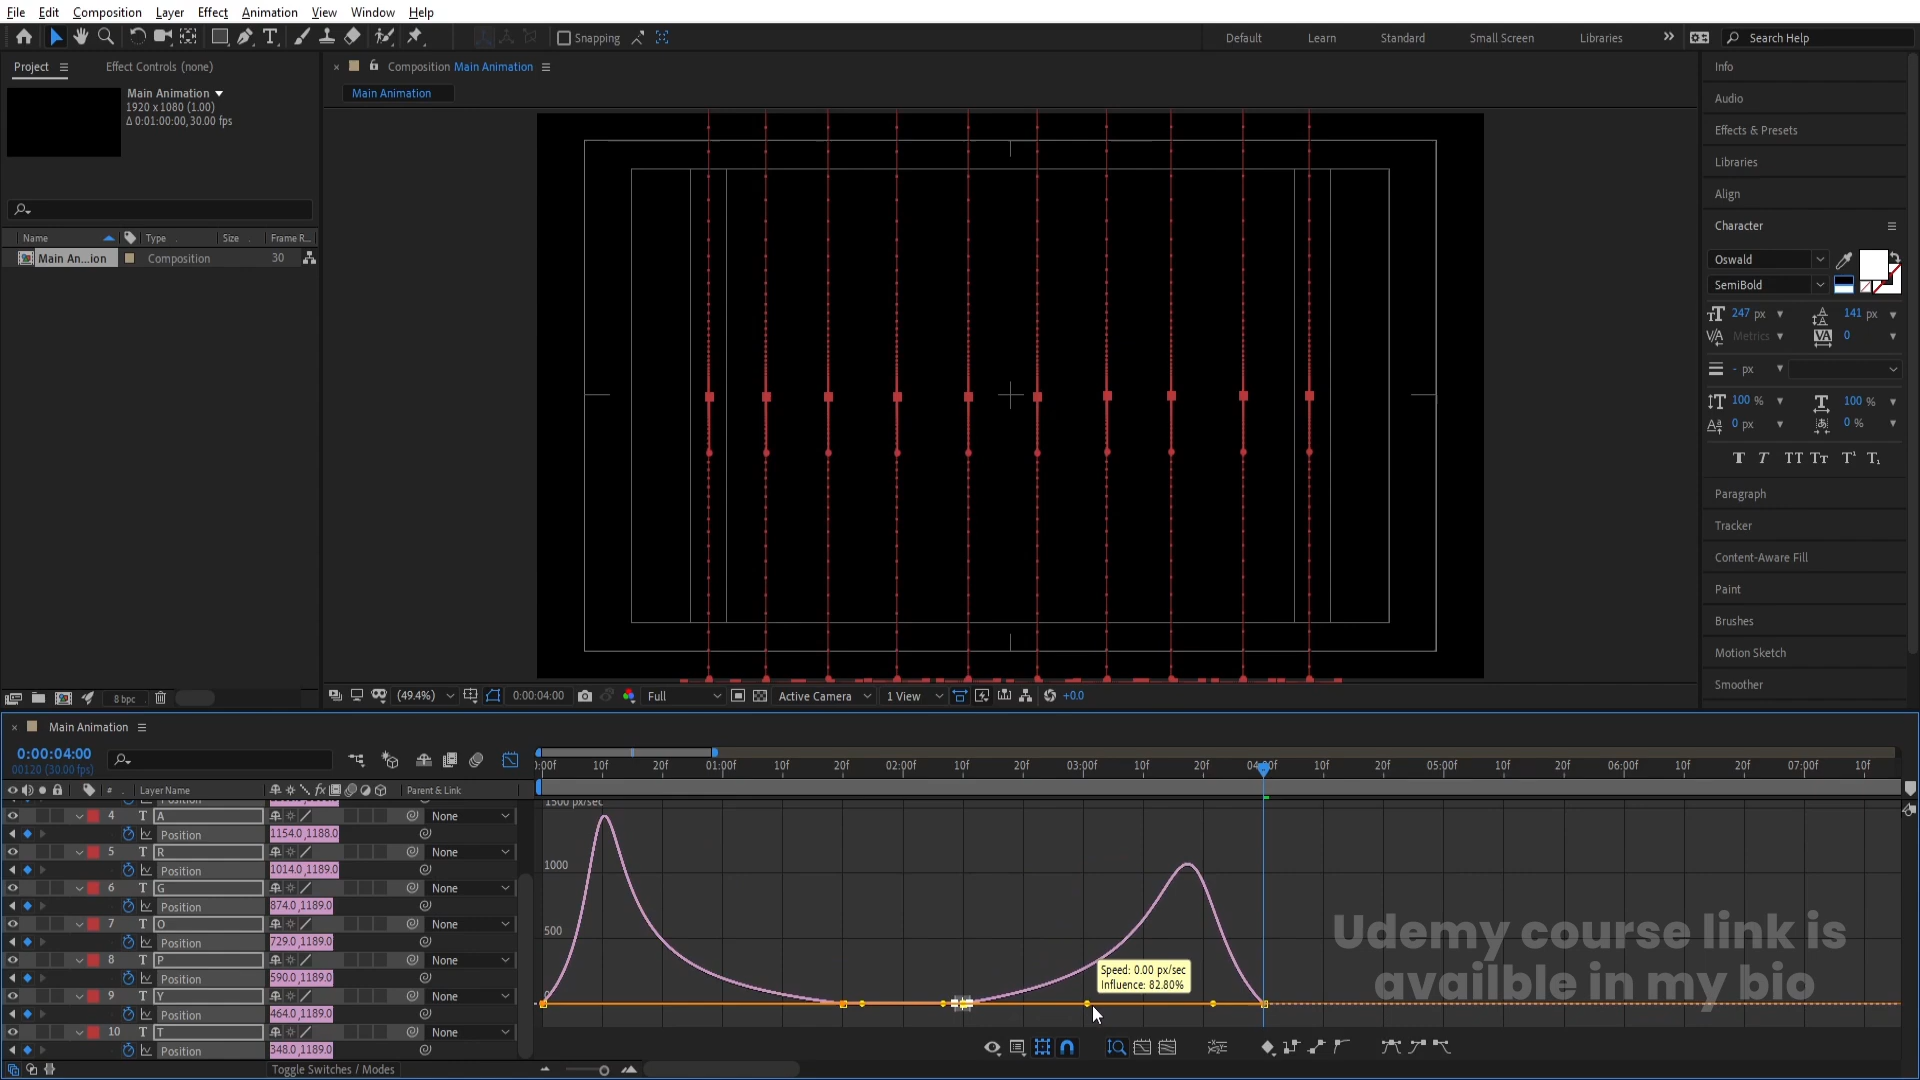 File Edit Composition Layer Effect Animation View Window Help
Snapping
Default Learn Standard Small Screen Libraries
Search Help
Project Effect Controls (none)
Composition Main Animation
Main Animation
Main Animation
1920 x 1080 (1.00)
Δ 0:01:00:00, 30.00 fps
Name Type Size Frame R...
Main An...ion Composition 30
8 bpc
(49.4%) 0:00:04:00 Full Active Camera 1 View +0.0
Info
Audio
Effects & Presets
Libraries
Align
Character
Oswald
SemiBold
247 px 141 px
Metrics 0
- px
100 % 100 %
0 px 0 %
T T TT Tт T¹ T₁
Paragraph
Tracker
Content-Aware Fill
Paint
Brushes
Motion Sketch
Smoother
Main Animation
0:00:04:00
00120 (30.00 fps)
# Layer Name fx Parent & Link
4 T A None
Position 1154.0,1188.0
5 T R None
Position 1014.0,1189.0
6 T G None
Position 874.0,1189.0
7 T O None
Position 729.0,1189.0
8 T P None
Position 590.0,1189.0
9 T Y None
Position 464.0,1189.0
10 T T None
Position 348.0,1189.0
Toggle Switches / Modes
:00f 10f 20f 01:00f 10f 20f 02:00f 10f 20f 03:00f 10f 20f 04:00f 10f 20f 05:00f 10f 20f 06:00f 10f 20f 07:00f 10f
1500 px/sec
1000
500
0
Speed: 0.00 px/sec
Influence: 82.80%
Udemy course link is
availble in my bio